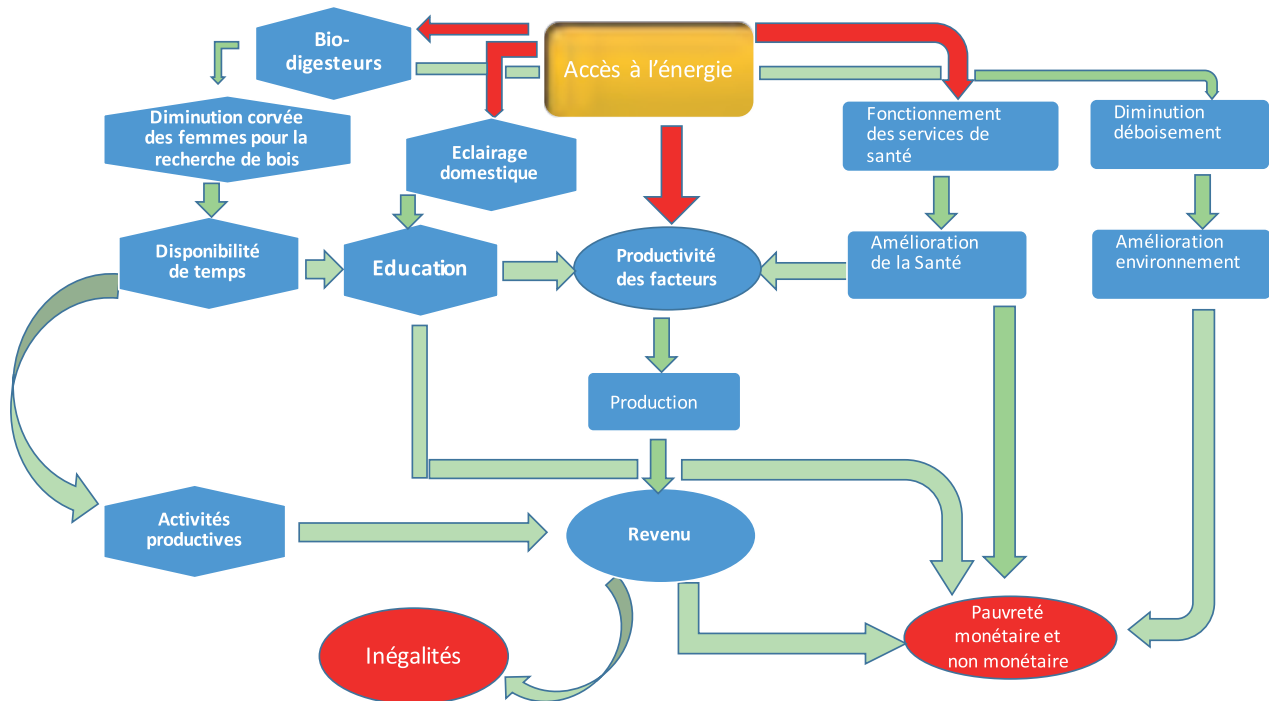 Bio-
digesteurs
Accès à l’énergie
Diminution corvée
des femmes pour la
recherche de bois
Eclairage
domestique
Fonctionnement
des services de
santé
Diminution
déboisement
Disponibilité
de temps
Education
Productivité
des facteurs
Amélioration
de la Santé
Amélioration
environnement
Production
Activités
productives
Revenu
Inégalités
Pauvreté
monétaire et
non monétaire